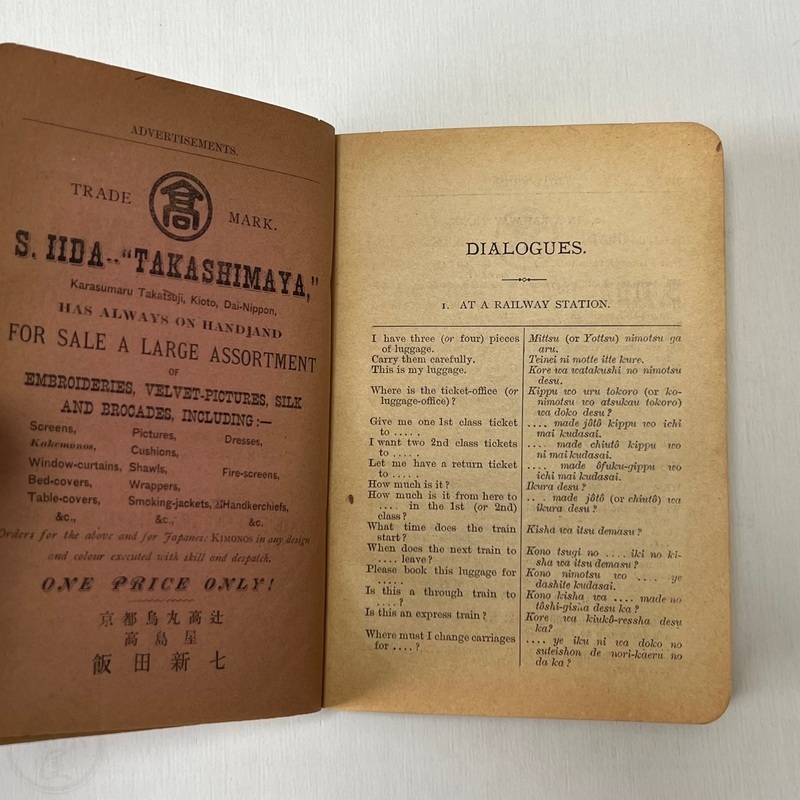 ADVERTISEMENTS.
TRADE 髙 MARK.
S. IIDA--"TAKASHIMAYA,"
Karasumaru Takatsuji, Kioto, Dai-Nippon,
HAS ALWAYS ON HANDJAND
FOR SALE A LARGE ASSORTMENT
OF
EMBROIDERIES, VELVET-PICTURES, SILK
AND BROCADES, INCLUDING:—
Screens, Pictures, Dresses,
Kakemonos, Cushions,
Window-curtains, Shawls, Fire-screens,
Bed-covers, Wrappers,
Table-covers, Smoking-jackets, Handkerchiefs,
&c., &c., &c.
Orders for the above and for Japanese KIMONOS in any design
and colour executed with skill and despatch.
ONE PRICE ONLY!
京都烏丸高辻
高島屋
飯田新七
DIALOGUES.
1. AT A RAILWAY STATION.
I have three (or four) pieces
of luggage.
Carry them carefully.
This is my luggage.
Where is the ticket-office (or
luggage-office)?
Give me one 1st class ticket
to .....
I want two 2nd class tickets
to .....
Let me have a return ticket
to .....
How much is it?
How much is it from here to
... in the 1st (or 2nd)
class?
What time does the train
start?
When does the next train to
.... leave?
Please book this luggage for
.....
Is this a through train to
....?
Is this an express train?
Where must I change carriages
for ....?
Mittsu (or Yottsu) nimotsu ga
aru.
Teinei ni motte itte kure.
Kore wa watakushi no nimotsu
desu.
Kippu wo uru tokoro (or ko-
nimotsu wo atsukau tokoro)
wa doko desu?
.... made jôtô kippu wo ichi
mai kudasai.
.... made chiutô kippu wo
ni mai kudasai.
.... made ôfuku-gippu wo
ichi mai kudasai.
Ikura desu?
... made jôtô (or chiutô) wa
ikura desu?
Kisha wa itsu demasu?
Kono tsugi no .... iki no ki-
sha wa itsu demasu?
Kono nimotsu wo .... ye
dashite kudasai.
Kono kisha wa .... made no
tôshi-gisha desu ka?
Kore wa kiukô-ressha desu
ka?
.... ye iku ni wa doko no
suteishon de nori-kaeru no
da ka?